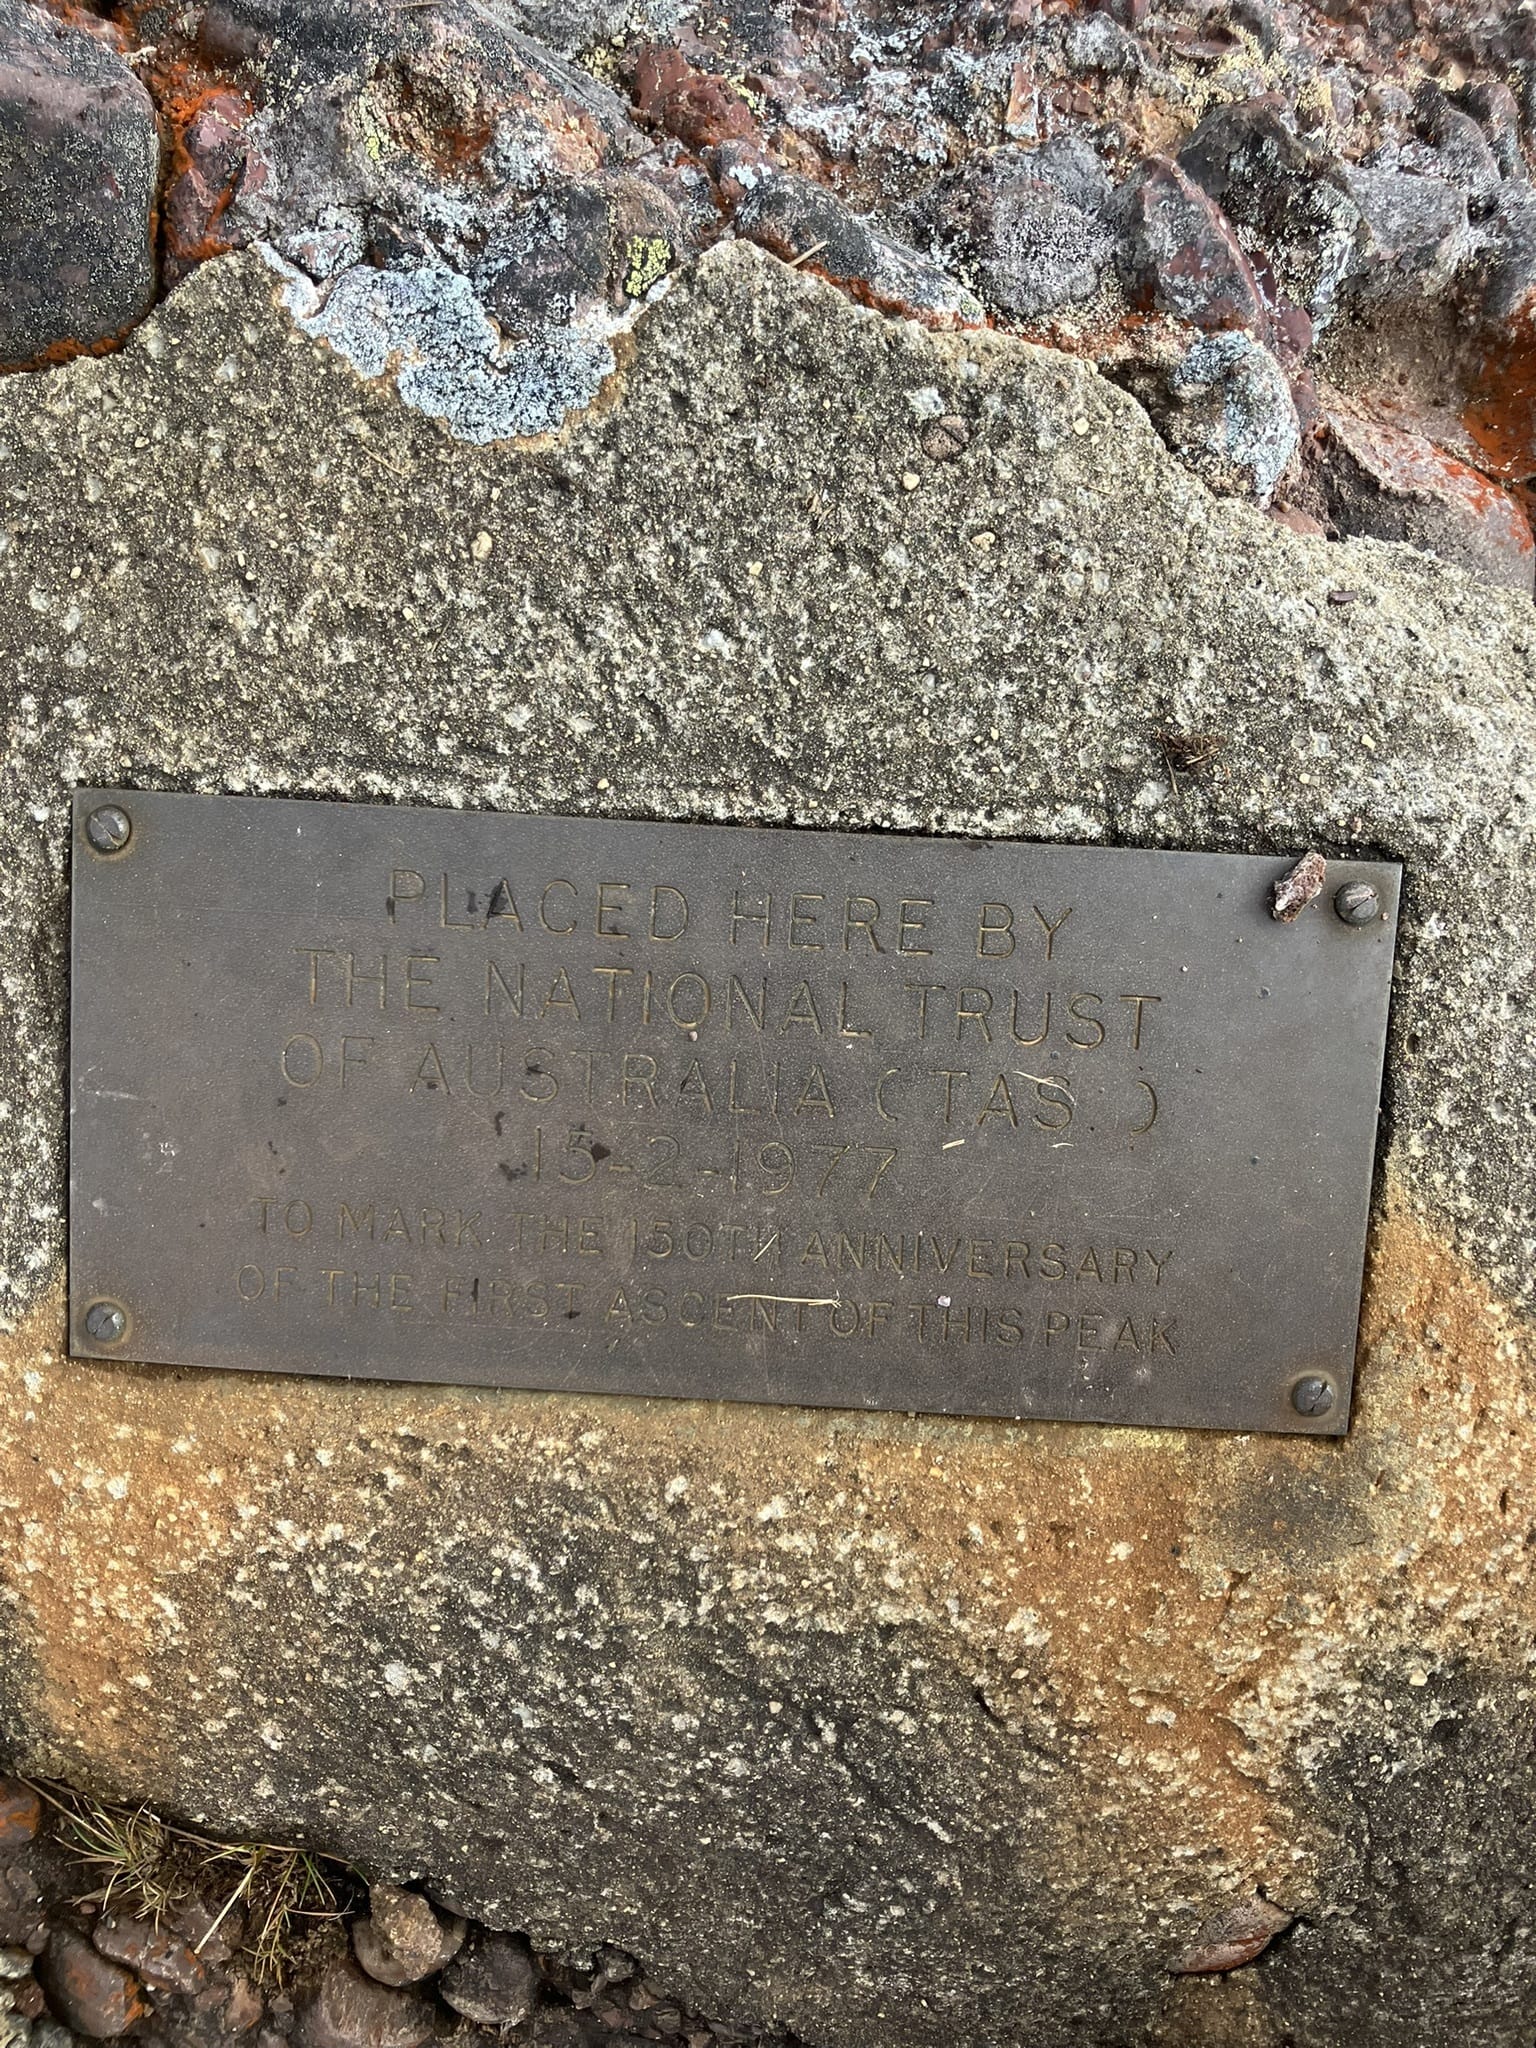 PLACED HERE BY
THE NATIONAL TRUST
OF AUSTRALIA (TAS.)
15-2-1977
TO MARK THE 150TH ANNIVERSARY
OF THE FIRST ASCENT OF THIS PEAK